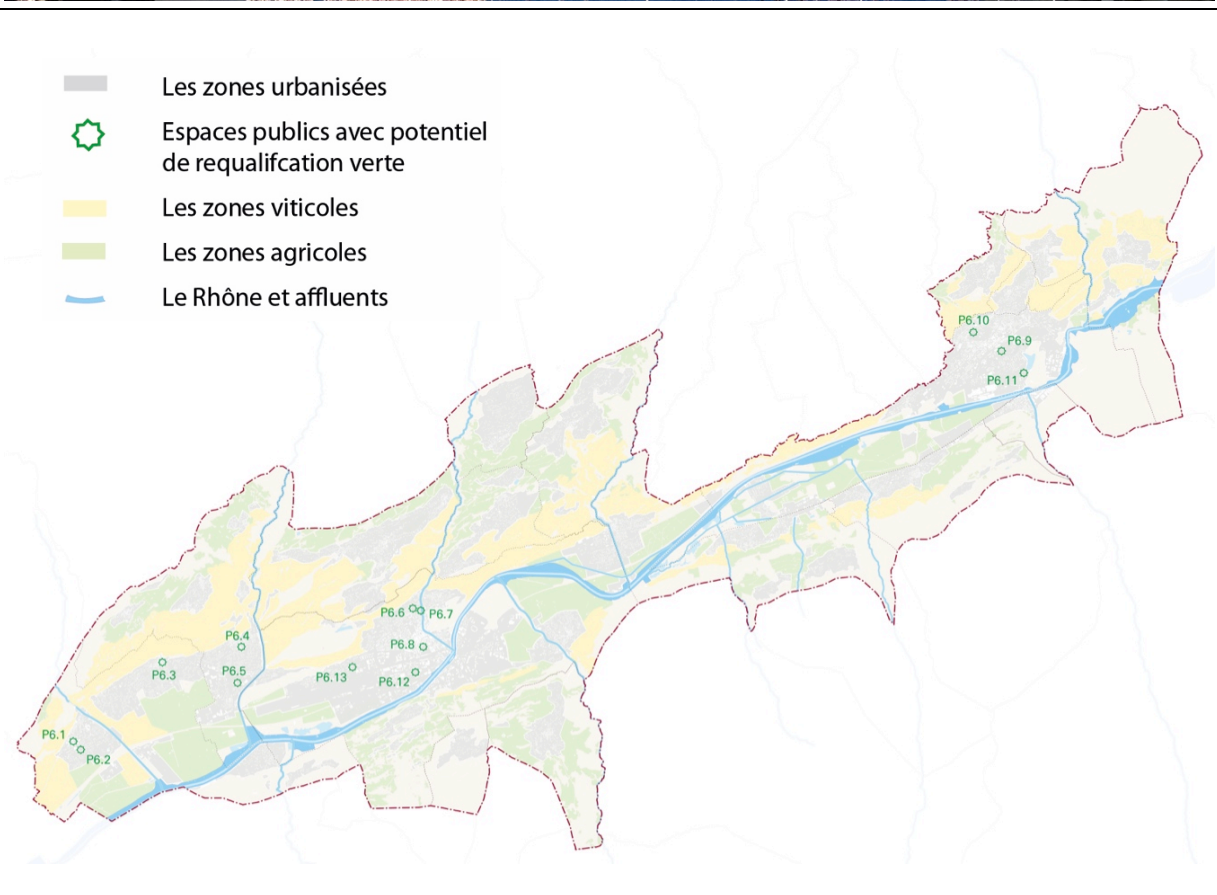 Les zones urbanisées
Espaces publics avec potentiel
de requalifcation verte
Les zones viticoles
Les zones agricoles
Le Rhône et affluents
P6.10
P6.9
P6.11
P6.6
P6.7
P6.4
P6.8
P6.3
P6.5
P6.13
P6.12
P6.1
P6.2